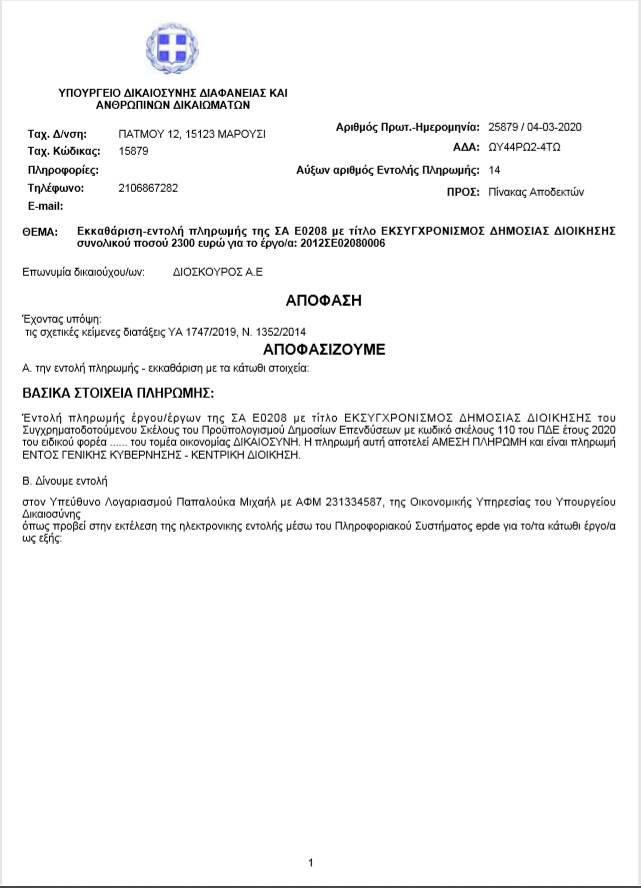 ΥΠΟΥΡΓΕΙΟ ΔΙΚΑΙΟΣΥΝΗΣ ΔΙΑΦΑΝΕΙΑΣ ΚΑΙ
ΑΝΘΡΩΠΙΝΩΝ ΔΙΚΑΙΩΜΑΤΩΝ
Ταχ. Δ/νση: ΠΑΤΜΟΥ 12, 15123 ΜΑΡΟΥΣΙ
Ταχ. Κώδικας: 15879
Πληροφορίες:
Τηλέφωνο: 2106867282
E-mail:
Αριθμός Πρωτ.-Ημερομηνία: 25879 / 04-03-2020
ΑΔΑ: ΩΥ44ΡΩ2-4ΤΩ
Αύξων αριθμός Εντολής Πληρωμής: 14
ΠΡΟΣ: Πίνακας Αποδεκτών
ΘΕΜΑ: Εκκαθάριση-εντολή πληρωμής της ΣΑ Ε0208 με τίτλο ΕΚΣΥΓΧΡΟΝΙΣΜΟΣ ΔΗΜΟΣΙΑΣ ΔΙΟΙΚΗΣΗΣ
συνολικού ποσού 2300 ευρώ για το έργο/α: 2012ΣΕ02080006
Επωνυμία δικαιούχου/ων: ΔΙΟΣΚΟΥΡΟΣ Α.Ε
ΑΠΟΦΑΣΗ
Έχοντας υπόψη:
τις σχετικές κείμενες διατάξεις ΥΑ 1747/2019, Ν. 1352/2014
ΑΠΟΦΑΣΙΖΟΥΜΕ
Α. την εντολή πληρωμής - εκκαθάριση με τα κάτωθι στοιχεία:
ΒΑΣΙΚΑ ΣΤΟΙΧΕΙΑ ΠΛΗΡΩΜΗΣ:
Έντολή πληρωμής έργου/έργων της ΣΑ Ε0208 με τίτλο ΕΚΣΥΓΧΡΟΝΙΣΜΟΣ ΔΗΜΟΣΙΑΣ ΔΙΟΙΚΗΣΗΣ του
Συγχρηματοδοτούμενου Σκέλους του Προϋπολογισμού Δημοσίων Επενδύσεων με κωδικό σκέλους 110 του ΠΔΕ έτους 2020
του ειδικού φορέα ...... του τομέα οικονομίας ΔΙΚΑΙΟΣΥΝΗ. Η πληρωμή αυτή αποτελεί ΑΜΕΣΗ ΠΛΗΡΩΜΗ και είναι πληρωμή
ΕΝΤΟΣ ΓΕΝΙΚΗΣ ΚΥΒΕΡΝΗΣΗΣ - ΚΕΝΤΡΙΚΗ ΔΙΟΙΚΗΣΗ.
Β. Δίνουμε εντολή
στον Υπεύθυνο Λογαριασμού Παπαλούκα Μιχαήλ με ΑΦΜ 231334587, της Οικονομικής Υπηρεσίας του Υπουργείου
Δικαιοσύνης
όπως προβεί στην εκτέλεση της ηλεκτρονικης εντολής μέσω του Πληροφοριακού Συστήματος epde για το/τα κάτωθι έργο/α
ως εξής:
1